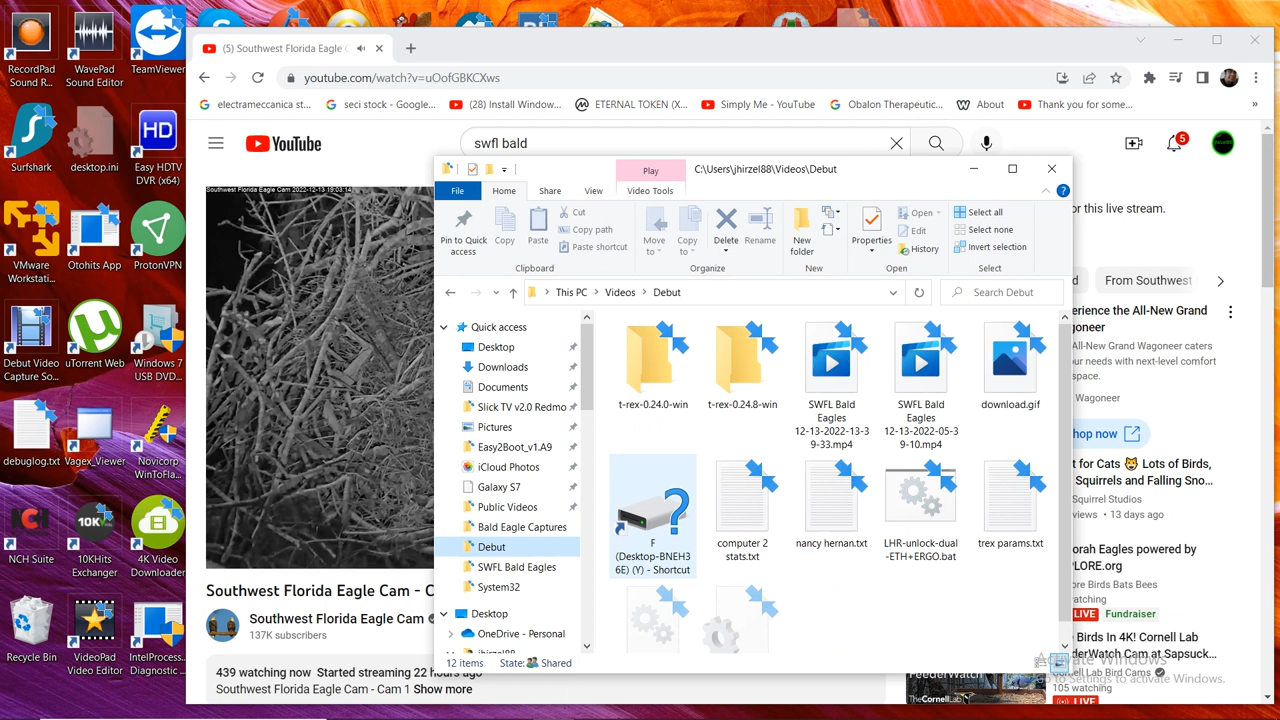 RecordPad
Sound R...
WavePad
Sound Editor
TeamViewer
Surfshark
desktop.ini
HD
Easy HDTV
DVR (x64)
VMware
Workstati...
Otohits App
ProtonVPN
Debut Video
Capture So...
uTorrent Web
Windows 7
USB DVD...
debuglog.txt
Vagex_Viewer
Novicorp
WinToFla...
NCH
NCH Suite
10KV
10KHits
Exchanger
4K Video
Downloader
Recycle Bin
VideoPad
Video Editor
IntelProcess...
Diagnostic ...
(5) Southwest Florida Eagle C
youtube.com/watch?v=uOofGBKCXws
electrameccanica st...
seci stock - Google...
(28) Install Window...
ETERNAL TOKEN (X...
Simply Me - YouTube
Obalon Therapeutic...
About
Thank you for some...
»
YouTube
swfl bald
5
Southwest Florida Eagle Cam 2022-12-13 19:03:14
Play
C:\Users\jhirzel88\Videos\Debut
File
Home
Share
View
Video Tools
Pin to Quick
access
Copy
Paste
Cut
Copy path
Paste shortcut
Clipboard
Move
to
Copy
to
Delete
Rename
Organize
New
folder
New
Properties
Open
Edit
History
Open
Select all
Select none
Invert selection
Select
This PC > Videos > Debut
Search Debut
Quick access
Desktop
Downloads
Documents
Slick TV v2.0 Redmo
Pictures
Easy2Boot_v1.A9
iCloud Photos
Galaxy S7
Public Videos
Bald Eagle Captures
Debut
SWFL Bald Eagles
System32
Desktop
OneDrive - Personal
t-rex-0.24.0-win
t-rex-0.24.8-win
SWFL Bald
Eagles
12-13-2022-13-3
9-33.mp4
SWFL Bald
Eagles
12-13-2022-05-3
9-10.mp4
download.gif
F
(Desktop-BNEH3
6E) (Y) - Shortcut
computer 2
stats.txt
nancy hernan.txt
LHR-unlock-dual
-ETH+ERGO.bat
trex params.txt
12 items
State:
Shared
or this live stream.
From Southwest
erience the All-New Grand
goneer
All-New Grand Wagoneer caters
our needs with next-level comfort
space.
Wagoneer
hop now
t for Cats 😺 Lots of Birds,
Squirrels and Falling Sno...
Squirrel Studios
views • 13 days ago
orah Eagles powered by
PLORE.org
ore Birds Bats Bees
watching
LIVE
Fundraiser
e Birds In 4K! Cornell Lab
derWatch Cam at Sapsuck...
Cornell Lab Bird Cams
105 watching
LIVE
FeederWatch
TheCornellLab
Activate Windows
Go to Settings to activate Windows.
Southwest Florida Eagle Cam - C
Southwest Florida Eagle Cam
137K subscribers
439 watching now Started streaming 22 hours ago
Southwest Florida Eagle Cam - Cam 1 Show more